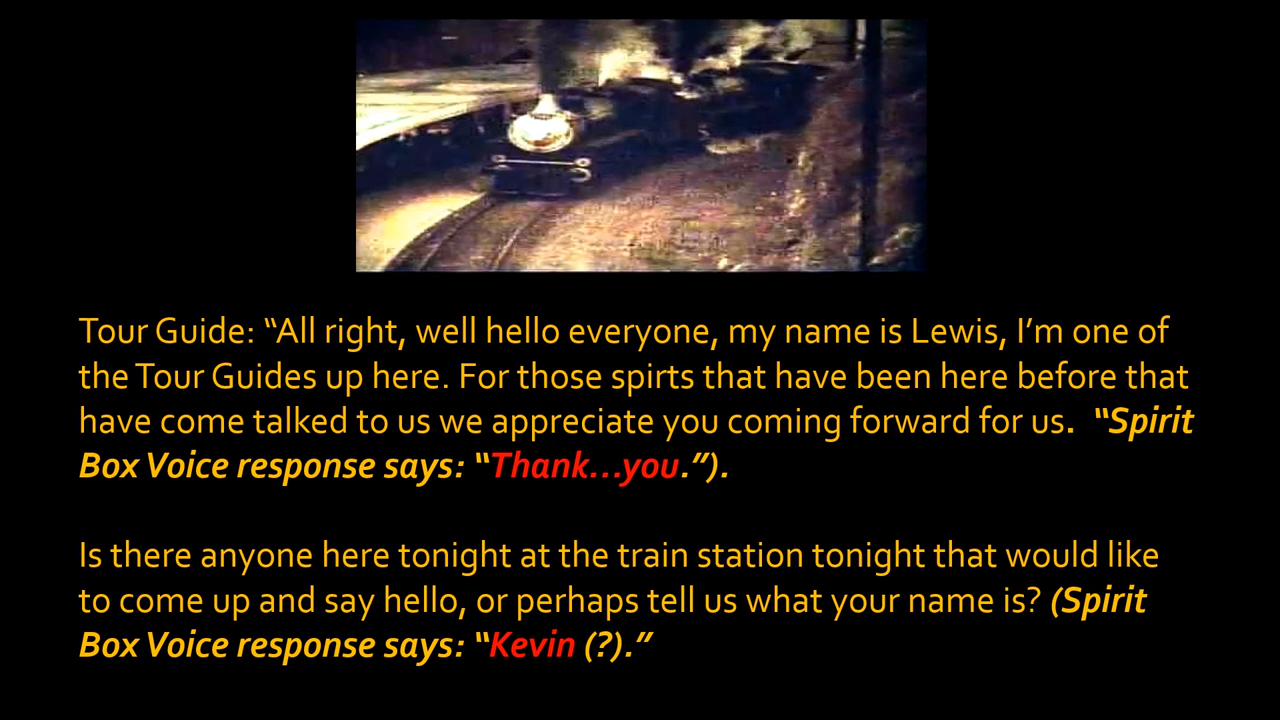 Tour Guide: “All right, well hello everyone, my name is Lewis, I’m one of
the Tour Guides up here. For those spirts that have been here before that
have come talked to us we appreciate you coming forward for us.  “Spirit
Box Voice response says: “Thank...you.”).
Is there anyone here tonight at the train station tonight that would like
to come up and say hello, or perhaps tell us what your name is? (Spirit
Box Voice response says: “Kevin (?).”